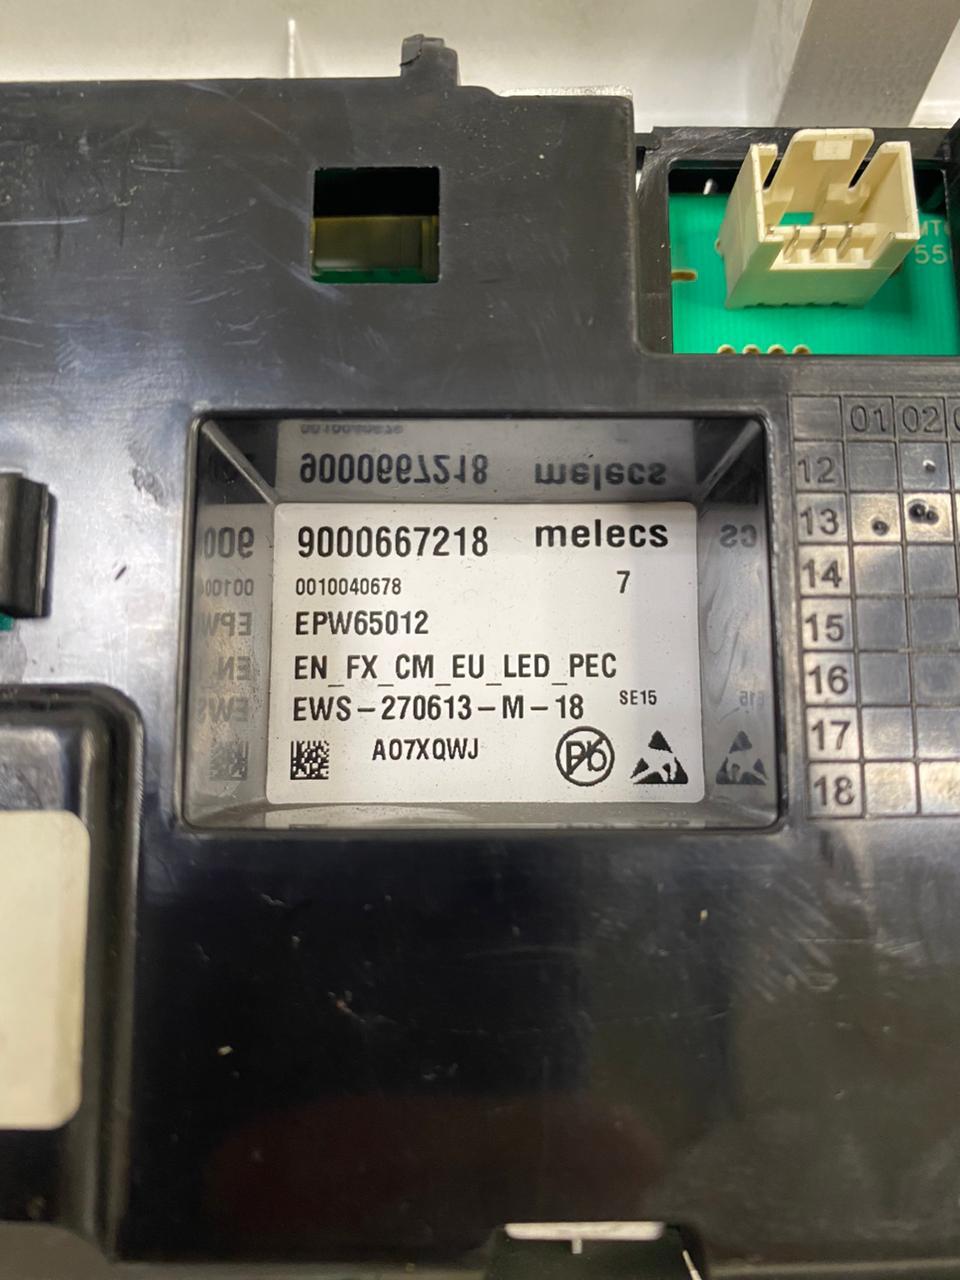 01 02
12
13
14
15
16
17
18
9000667218 melecs
0010040678 7
EPW65012
EN_FX_CM_EU_LED_PEC
EWS-270613-M-18 SE15
A07XQWJ
Pb